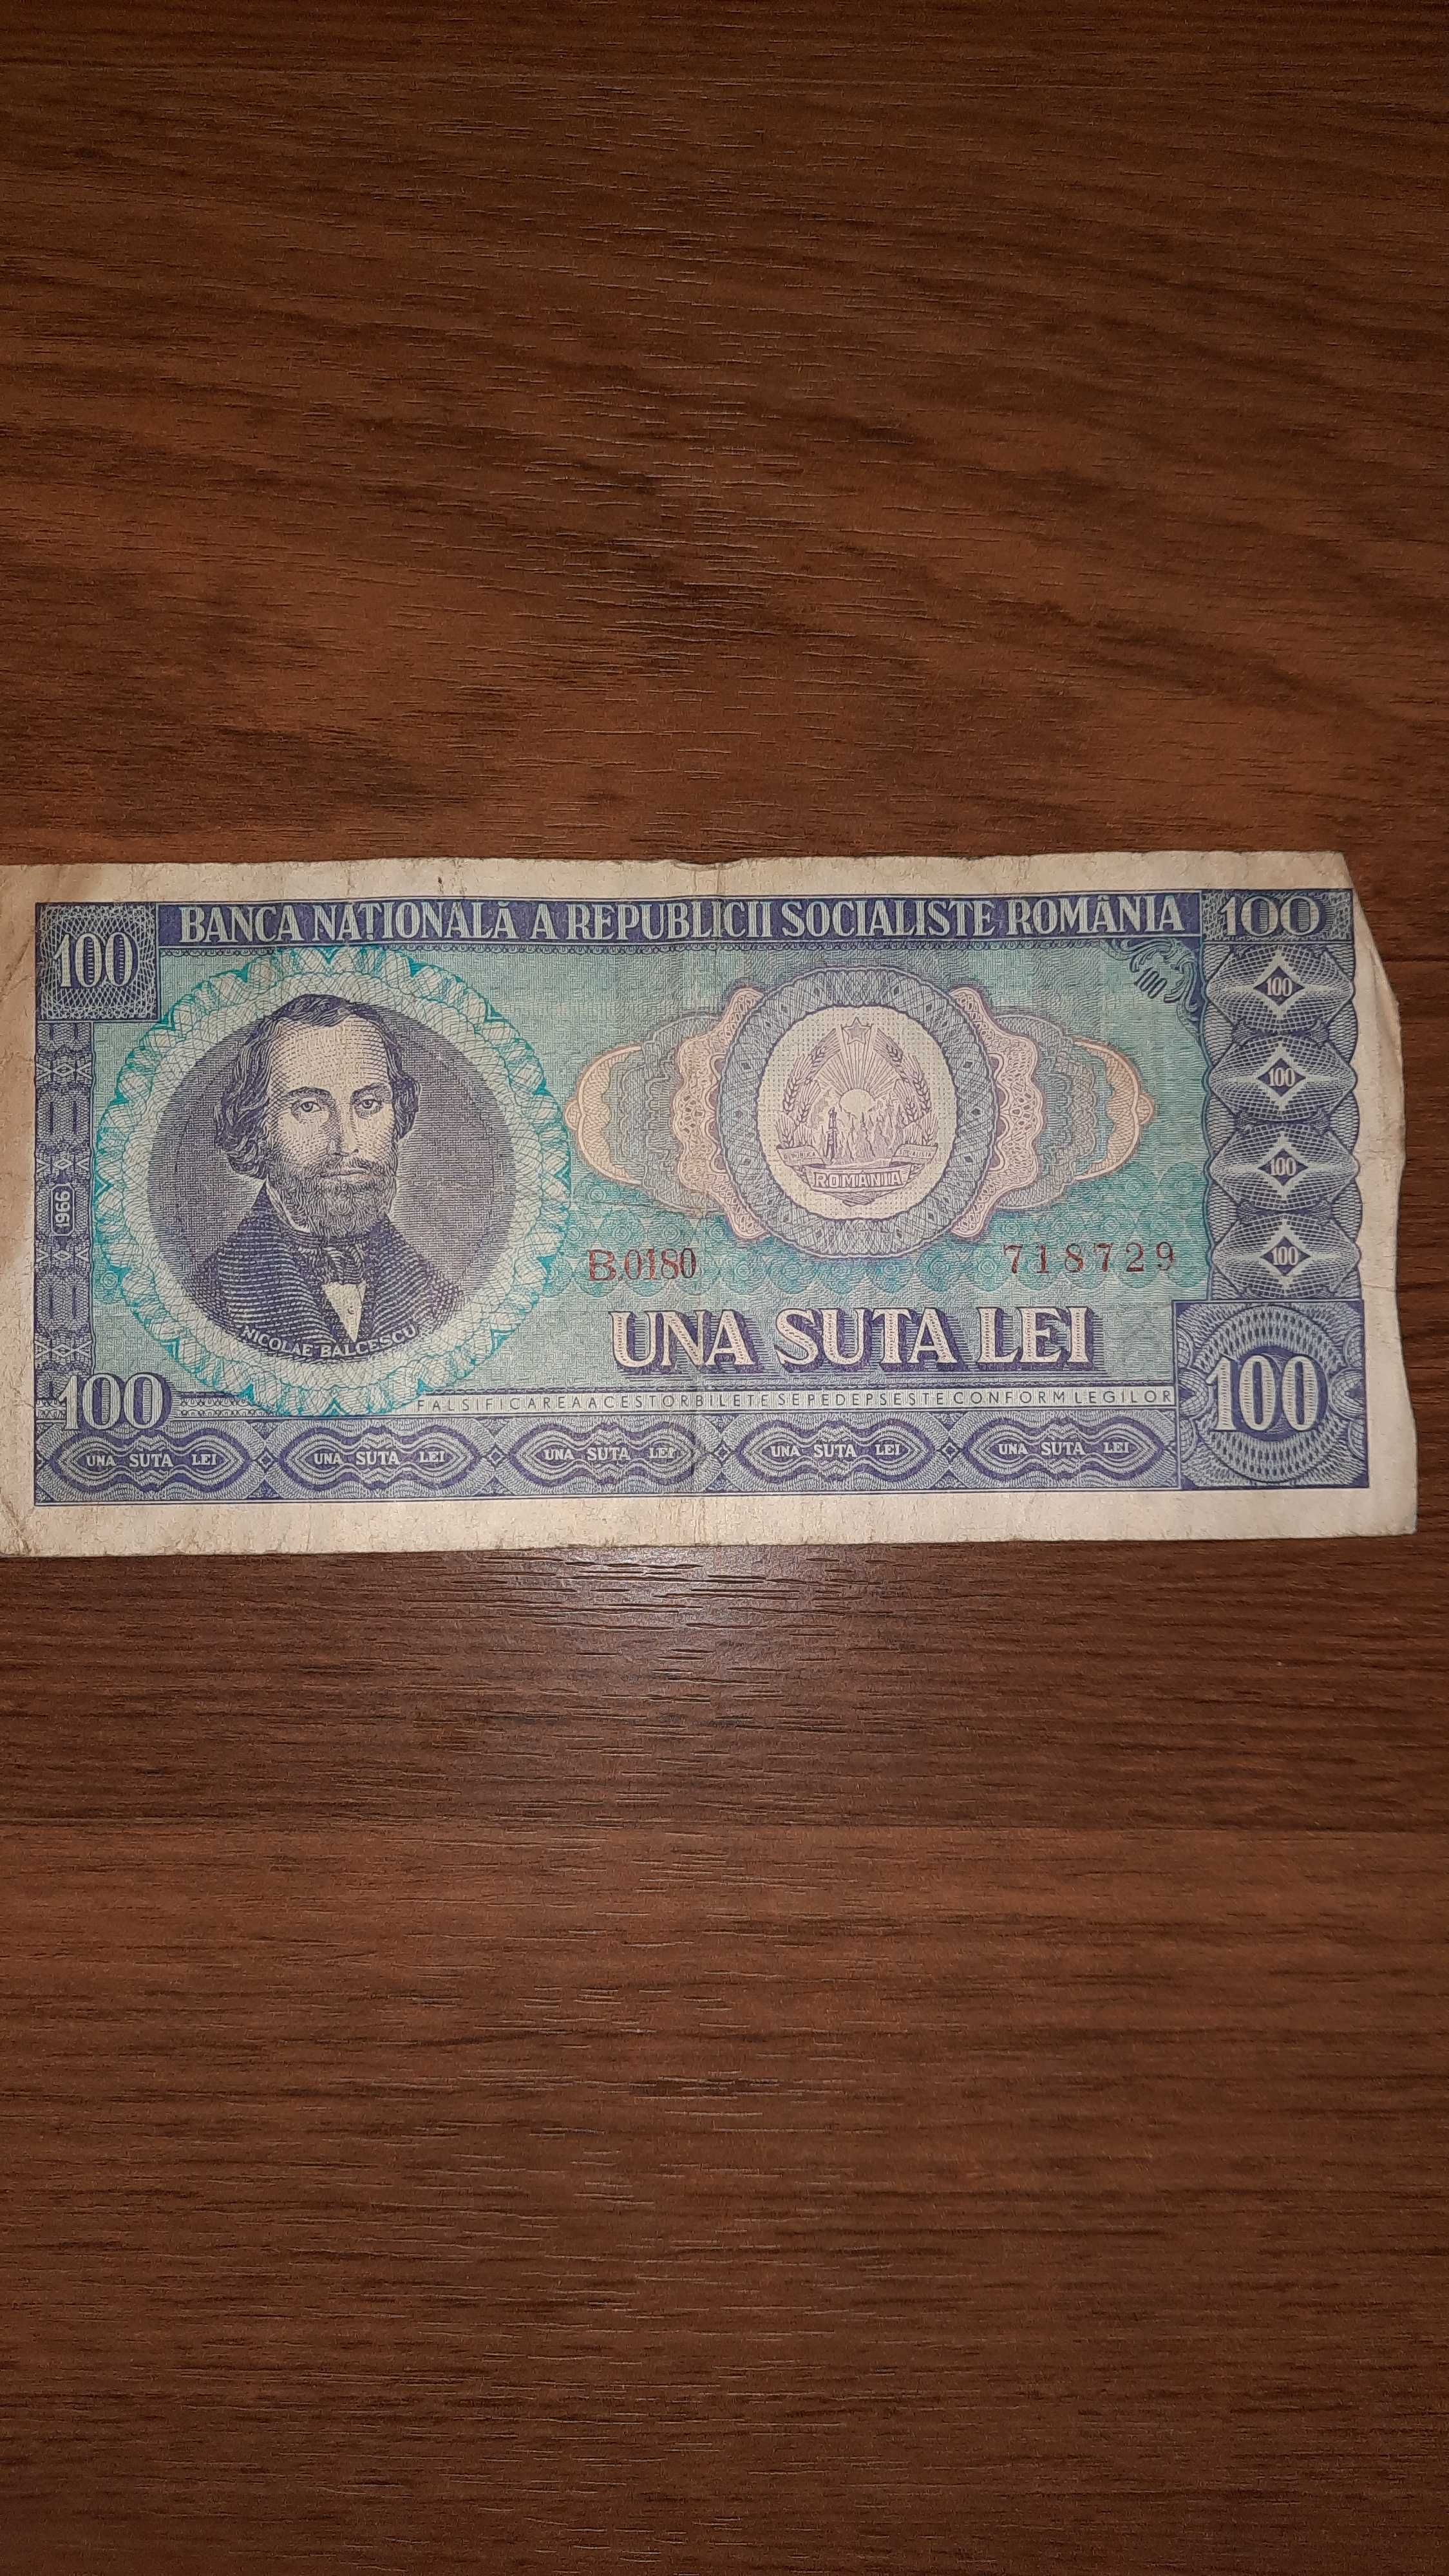 100 BANCA NAȚIONALĂ A REPUBLICII SOCIALISTE ROMÂNIA 100
100
100
100
100
100
1966
ROMÂNIA
B.0180 718729
NICOLAE BĂLCESCU
UNA SUTA LEI
100 FALSIFICAREA ACESTOR BILETE SE PEDEPSEȘTE CONFORM LEGILOR 100
UNA SUTA LEI UNA SUTA LEI UNA SUTA LEI UNA SUTA LEI UNA SUTA LEI